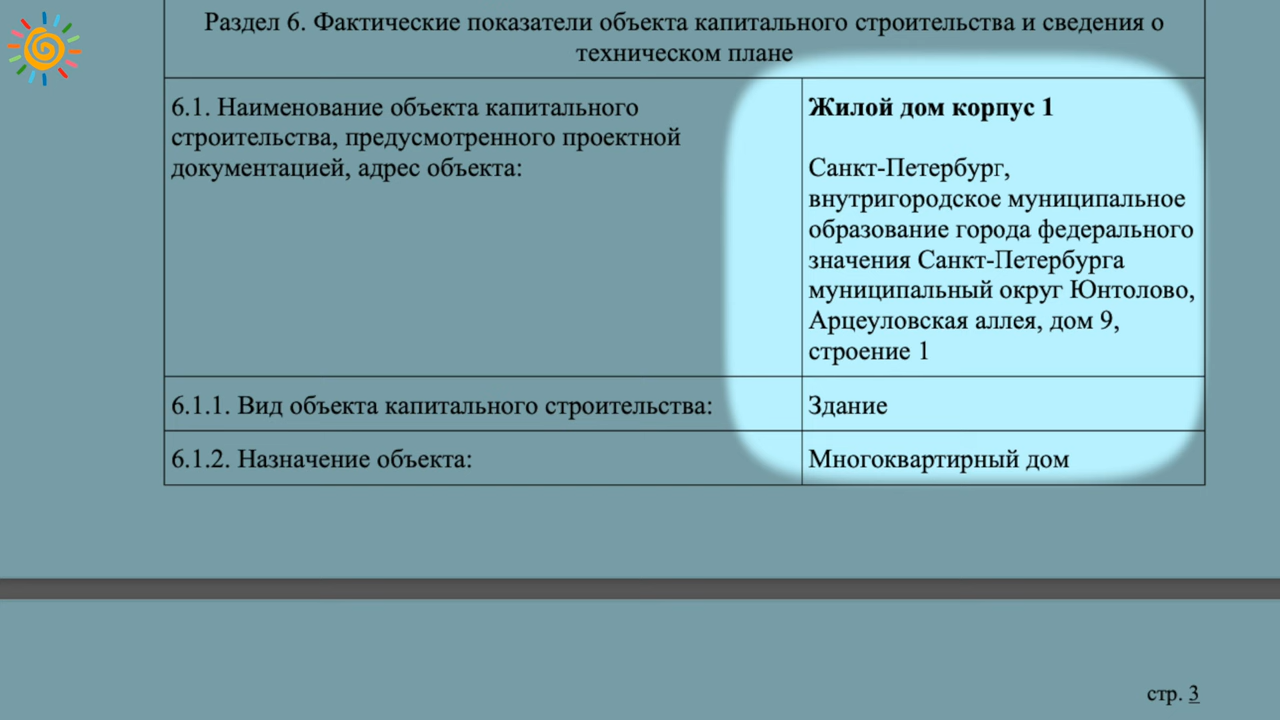 Раздел 6. Фактические показатели объекта капитального строительства и сведения о
техническом плане
6.1. Наименование объекта капитального
строительства, предусмотренного проектной
документацией, адрес объекта:
Жилой дом корпус 1
Санкт-Петербург,
внутригородское муниципальное
образование города федерального
значения Санкт-Петербурга
муниципальный округ Юнтолово,
Арцеуловская аллея, дом 9,
строение 1
6.1.1. Вид объекта капитального строительства:
Здание
6.1.2. Назначение объекта:
Многоквартирный дом
стр. 3